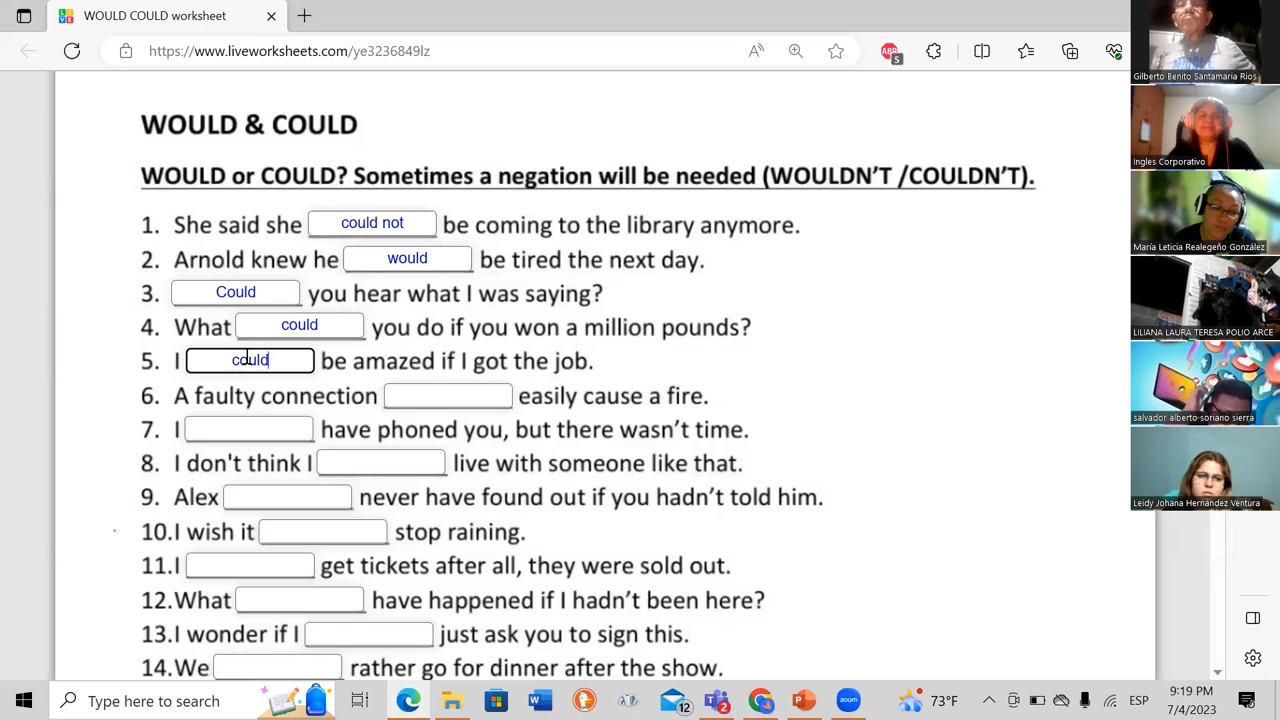 WOULD COULD worksheet
https://www.liveworksheets.com/ye3236849lz
WOULD & COULD
WOULD or COULD? Sometimes a negation will be needed (WOULDN'T /COULDN'T).
1. She said she could not be coming to the library anymore.
2. Arnold knew he would be tired the next day.
3. Could you hear what I was saying?
4. What could you do if you won a million pounds?
5. I could be amazed if I got the job.
6. A faulty connection easily cause a fire.
7. I have phoned you, but there wasn't time.
8. I don't think I live with someone like that.
9. Alex never have found out if you hadn't told him.
10. I wish it stop raining.
11. I get tickets after all, they were sold out.
12. What have happened if I hadn't been here?
13. I wonder if I just ask you to sign this.
14. We rather go for dinner after the show.
Gilberto Benito Santamaria Rios
Ingles Corporativo
María Leticia Realegeño González
LILIANA LAURA TERESA POLIO ARCE
salvador alberto soriano sierra
Leidy Johana Hernández Ventura
ABP
5
Type here to search
12
2
zoom
73°F
ESP
9:19 PM
7/4/2023